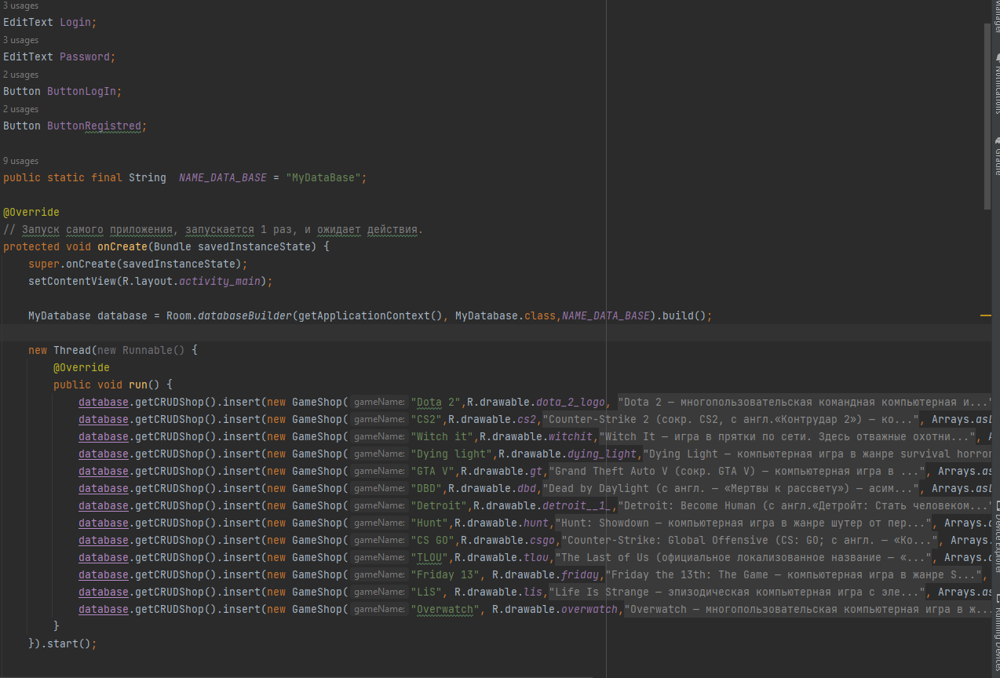 3 usages
EditText Login;
3 usages
EditText Password;
2 usages
Button ButtonLogIn;
2 usages
Button ButtonRegistred;
9 usages
public static final String NAME_DATA_BASE = "MyDataBase";
@Override
// Запуск самого приложения, запускается 1 раз, и ожидает действия.
protected void onCreate(Bundle savedInstanceState) {
super.onCreate(savedInstanceState);
setContentView(R.layout.activity_main);
MyDatabase database = Room.databaseBuilder(getApplicationContext(), MyDatabase.class,NAME_DATA_BASE).build();
new Thread(new Runnable() {
@Override
public void run() {
database.getCRUDShop().insert(new GameShop( gameName: "Dota 2",R.drawable.dota_2_logo, "Dota 2 — многопользовательская командная компьютерная и..."
database.getCRUDShop().insert(new GameShop( gameName: "CS2",R.drawable.cs2,"Counter-Strike 2 (сокр. CS2, с англ.«Контрудар 2») — ко...", Arrays.as
database.getCRUDShop().insert(new GameShop( gameName: "Witch it",R.drawable.witchit,"Witch It — игра в прятки по сети. Здесь отважные охотни...", A
database.getCRUDShop().insert(new GameShop( gameName: "Dying light",R.drawable.dying_light,"Dying Light — компьютерная игра в жанре survival horror
database.getCRUDShop().insert(new GameShop( gameName: "GTA V",R.drawable.gt,"Grand Theft Auto V (сокр. GTA V) — компьютерная игра в ...", Arrays.as
database.getCRUDShop().insert(new GameShop( gameName: "DBD",R.drawable.dbd,"Dead by Daylight (с англ. — «Мертвы к рассвету») — асим...", Arrays.as
database.getCRUDShop().insert(new GameShop( gameName: "Detroit",R.drawable.detroit__1_,"Detroit: Become Human (с англ.«Детройт: Стать человеком..."
database.getCRUDShop().insert(new GameShop( gameName: "Hunt",R.drawable.hunt,"Hunt: Showdown — компьютерная игра в жанре шутер от пер...", Arrays.
database.getCRUDShop().insert(new GameShop( gameName: "CS GO",R.drawable.csgo,"Counter-Strike: Global Offensive (CS: GO; с англ. — «Ко...", Arrays.
database.getCRUDShop().insert(new GameShop( gameName: "TLOU",R.drawable.tlou,"The Last of Us (официальное локализованное название — «...", Arrays.
database.getCRUDShop().insert(new GameShop( gameName: "Friday 13", R.drawable.friday,"Friday the 13th: The Game — компьютерная игра в жанре S...",
database.getCRUDShop().insert(new GameShop( gameName: "LiS", R.drawable.lis,"Life Is Strange — эпизодическая компьютерная игра с эле...", Arrays.as
database.getCRUDShop().insert(new GameShop( gameName: "Overwatch", R.drawable.overwatch,"Overwatch — многопользовательская компьютерная игра в ж...
}
}).start();
Notifications
Gradle
Device Explorer
Running Devices